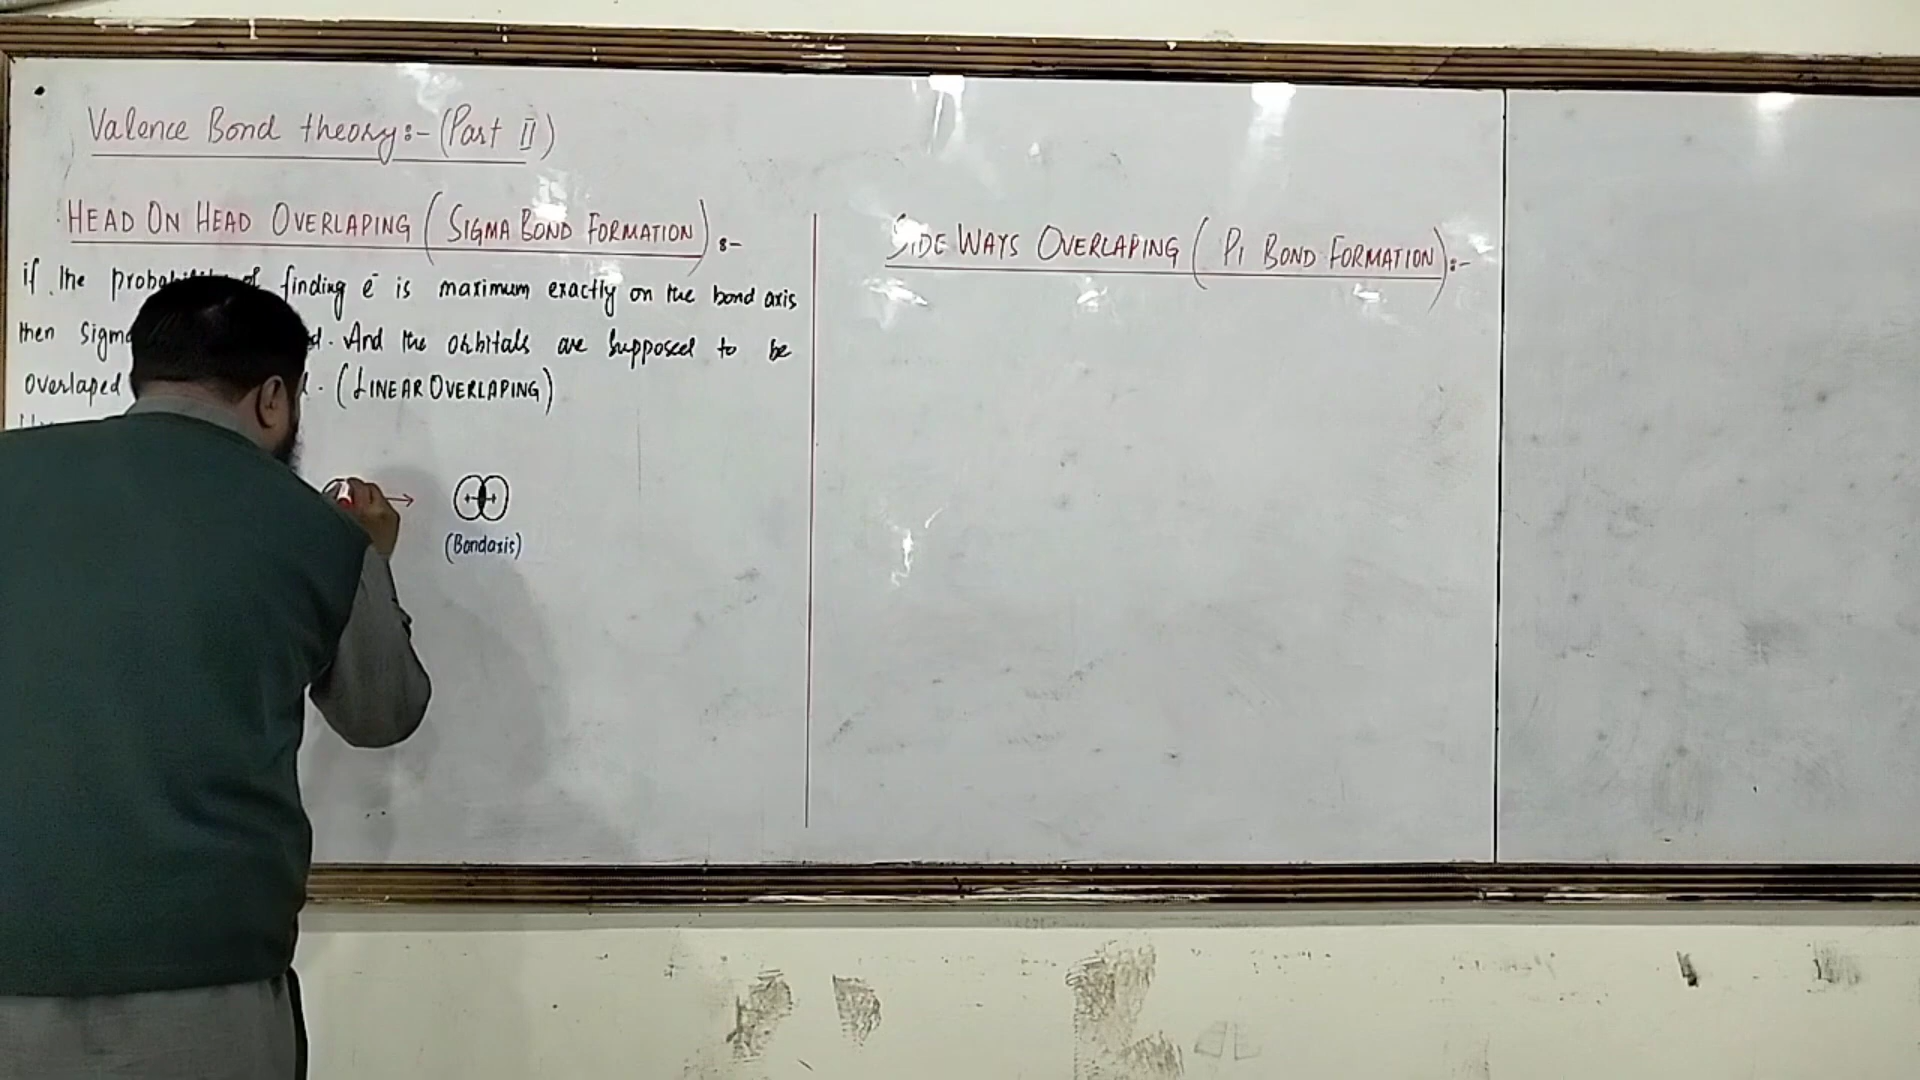 Valence Bond theory:- (Part II)
HEAD ON HEAD OVERLAPING (SIGMA BOND FORMATION) :-
if the of finding ē is maximum exactly on the bond axis
then And the orbitals are supposed to be
overlaped (LINEAR OVERLAPING)
+ +
(Bondaxis)
SIDE WAYS OVERLAPING ( PI BOND FORMATION) :-